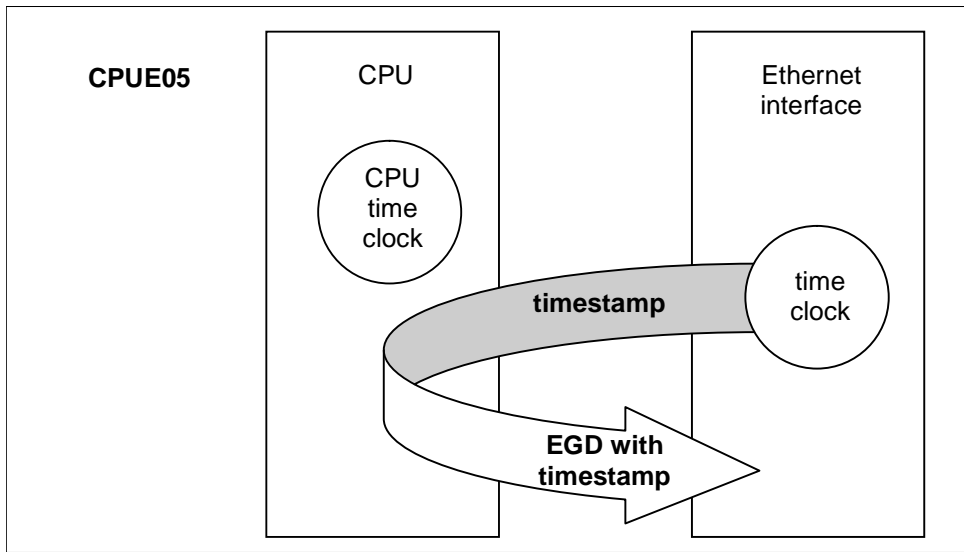 CPUE05
CPU
Ethernet
interface
CPU
time
clock
time
clock
timestamp
EGD with
timestamp